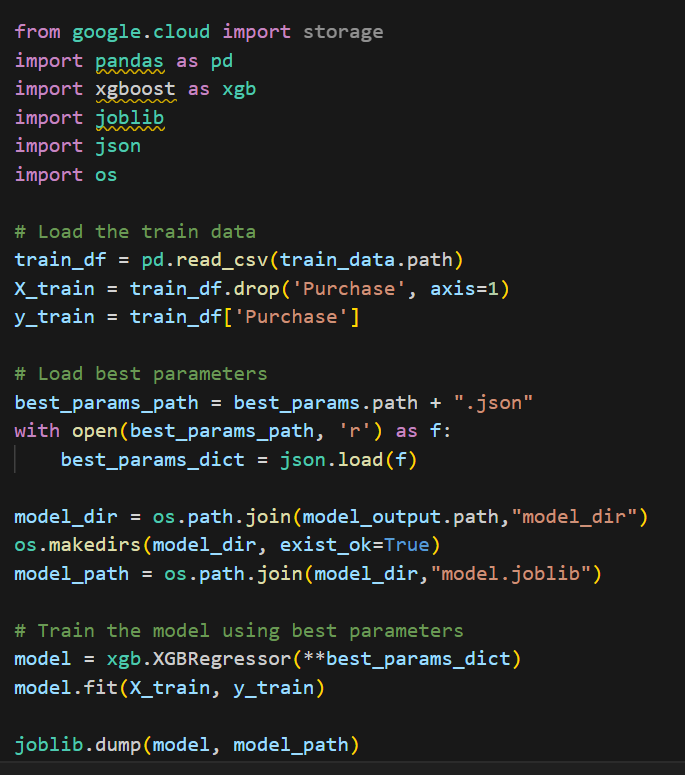 from google.cloud import storage
import pandas as pd
import xgboost as xgb
import joblib
import json
import os

# Load the train data
train_df = pd.read_csv(train_data.path)
X_train = train_df.drop('Purchase', axis=1)
y_train = train_df['Purchase']

# Load best parameters
best_params_path = best_params.path + ".json"
with open(best_params_path, 'r') as f:
    best_params_dict = json.load(f)

model_dir = os.path.join(model_output.path,"model_dir")
os.makedirs(model_dir, exist_ok=True)
model_path = os.path.join(model_dir,"model.joblib")

# Train the model using best parameters
model = xgb.XGBRegressor(**best_params_dict)
model.fit(X_train, y_train)

joblib.dump(model, model_path)